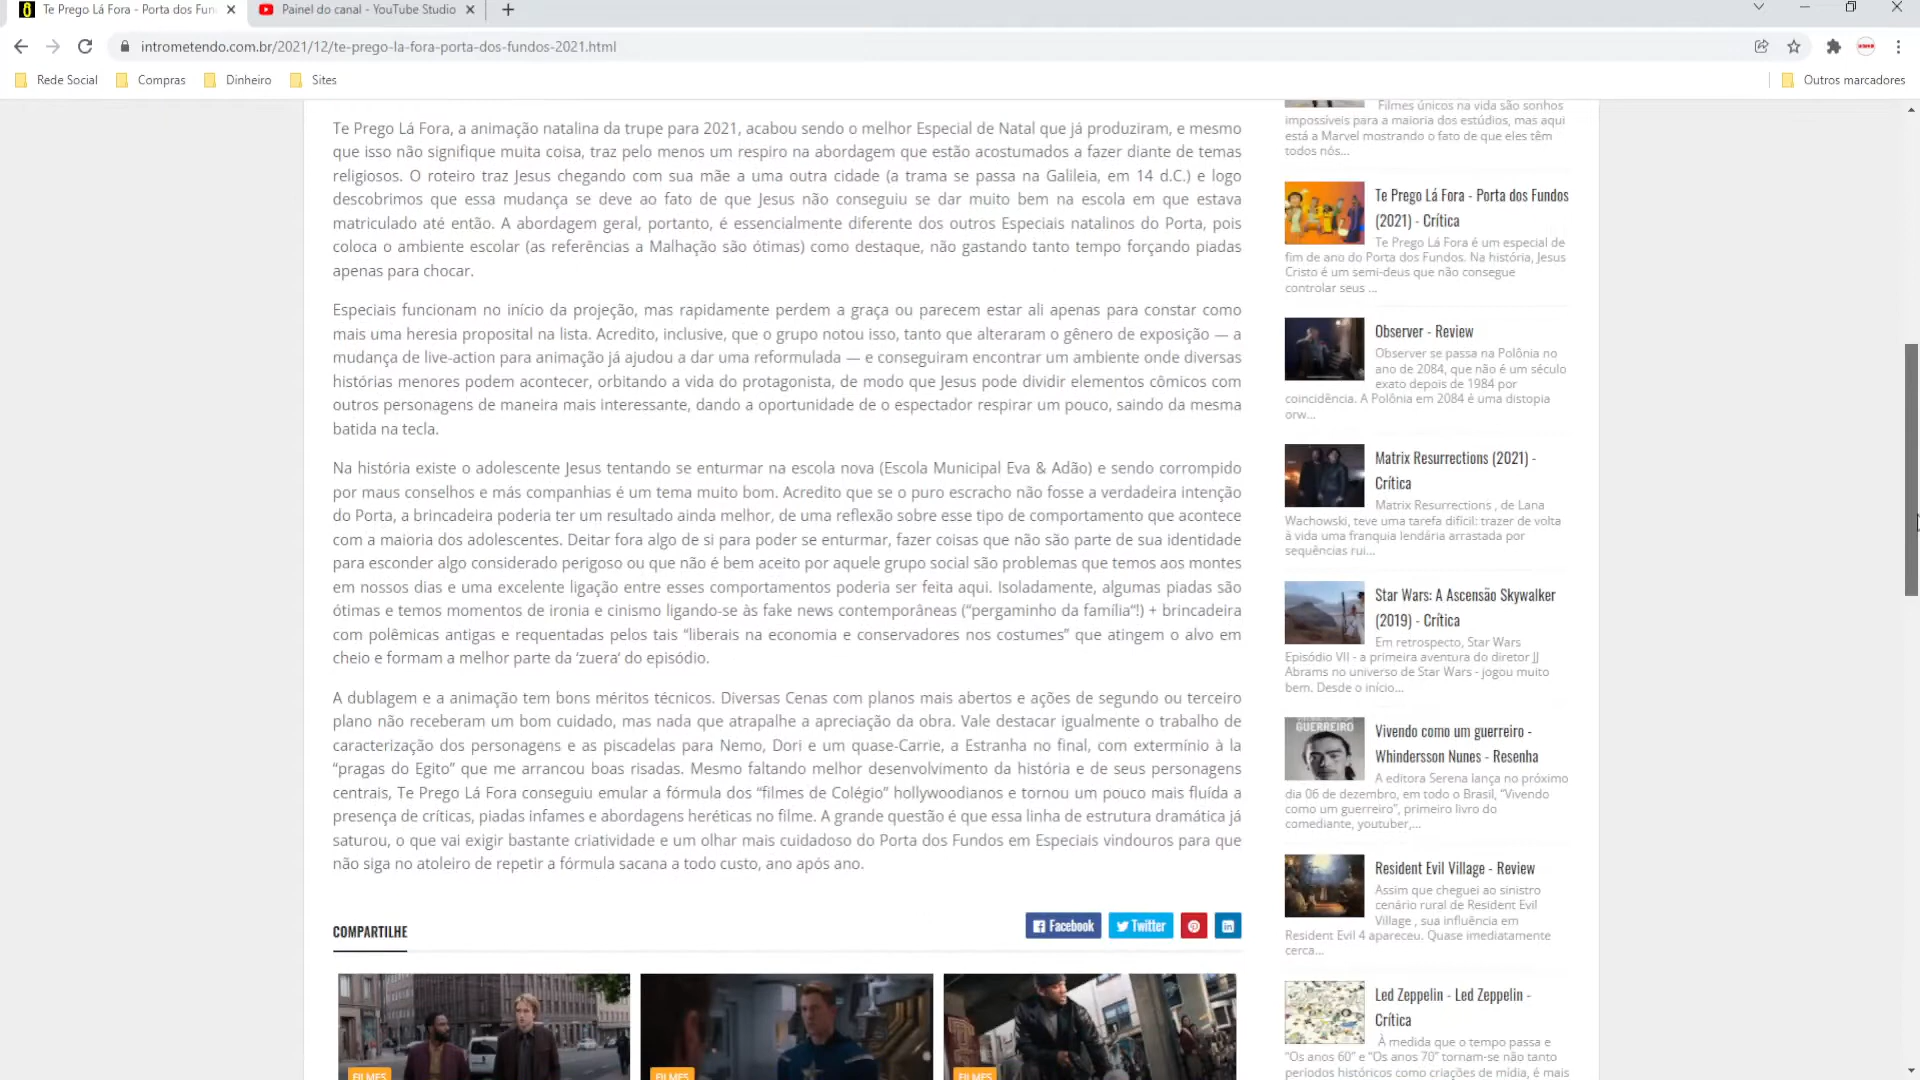 Te Prego Lá Fora - Porta dos Fun
Painel do canal - YouTube Studio
intrometendo.com.br/2021/12/te-prego-la-fora-porta-dos-fundos-2021.html
Rede Social
Compras
Dinheiro
Sites
Outros marcadores
Te Prego Lá Fora, a animação natalina da trupe para 2021, acabou sendo o melhor Especial de Natal que já produziram, e mesmo
que isso não signifique muita coisa, traz pelo menos um respiro na abordagem que estão acostumados a fazer diante de temas
religiosos. O roteiro traz Jesus chegando com sua mãe a uma outra cidade (a trama se passa na Galileia, em 14 d.C.) e logo
descobrimos que essa mudança se deve ao fato de que Jesus não conseguiu se dar muito bem na escola em que estava
matriculado até então. A abordagem geral, portanto, é essencialmente diferente dos outros Especiais natalinos do Porta, pois
coloca o ambiente escolar (as referências a Malhação são ótimas) como destaque, não gastando tanto tempo forçando piadas
apenas para chocar.
Especiais funcionam no início da projeção, mas rapidamente perdem a graça ou parecem estar ali apenas para constar como
mais uma heresia proposital na lista. Acredito, inclusive, que o grupo notou isso, tanto que alteraram o gênero de exposição — a
mudança de live-action para animação já ajudou a dar uma reformulada — e conseguiram encontrar um ambiente onde diversas
histórias menores podem acontecer, orbitando a vida do protagonista, de modo que Jesus pode dividir elementos cômicos com
outros personagens de maneira mais interessante, dando a oportunidade de o espectador respirar um pouco, saindo da mesma
batida na tecla.
Na história existe o adolescente Jesus tentando se enturmar na escola nova (Escola Municipal Eva & Adão) e sendo corrompido
por maus conselhos e más companhias é um tema muito bom. Acredito que se o puro escracho não fosse a verdadeira intenção
do Porta, a brincadeira poderia ter um resultado ainda melhor, de uma reflexão sobre esse tipo de comportamento que acontece
com a maioria dos adolescentes. Deitar fora algo de si para poder se enturmar, fazer coisas que não são parte de sua identidade
para esconder algo considerado perigoso ou que não é bem aceito por aquele grupo social são problemas que temos aos montes
em nossos dias e uma excelente ligação entre esses comportamentos poderia ser feita aqui. Isoladamente, algumas piadas são
ótimas e temos momentos de ironia e cinismo ligando-se às fake news contemporâneas (“pergaminho da família“!) + brincadeira
com polêmicas antigas e requentadas pelos tais “liberais na economia e conservadores nos costumes” que atingem o alvo em
cheio e formam a melhor parte da ‘zuera‘ do episódio.
A dublagem e a animação tem bons méritos técnicos. Diversas Cenas com planos mais abertos e ações de segundo ou terceiro
plano não receberam um bom cuidado, mas nada que atrapalhe a apreciação da obra. Vale destacar igualmente o trabalho de
caracterização dos personagens e as piscadelas para Nemo, Dori e um quase-Carrie, a Estranha no final, com extermínio à la
“pragas do Egito” que me arrancou boas risadas. Mesmo faltando melhor desenvolvimento da história e de seus personagens
centrais, Te Prego Lá Fora conseguiu emular a fórmula dos “filmes de Colégio” hollywoodianos e tornou um pouco mais fluída a
presença de críticas, piadas infames e abordagens heréticas no filme. A grande questão é que essa linha de estrutura dramática já
saturou, o que vai exigir bastante criatividade e um olhar mais cuidadoso do Porta dos Fundos em Especiais vindouros para que
não siga no atoleiro de repetir a fórmula sacana a todo custo, ano após ano.
COMPARTILHE
Facebook
Twitter
FILMES
FILMES
FILMES
Filmes únicos na vida são sonhos
impossíveis para a maioria dos estúdios, mas aqui
está a Marvel mostrando o fato de que eles têm
todos nós...
Te Prego Lá Fora - Porta dos Fundos
(2021) - Crítica
Te Prego Lá Fora é um especial de
fim de ano do Porta dos Fundos. Na história, Jesus
Cristo é um semi-deus que não consegue
controlar seus ...
Observer - Review
Observer se passa na Polônia no
ano de 2084, que não é um século
exato depois de 1984 por
coincidência. A Polônia em 2084 é uma distopia
orw...
Matrix Resurrections (2021) -
Crítica
Matrix Resurrections , de Lana
Wachowski, teve uma tarefa difícil: trazer de volta
à vida uma franquia lendária arrastada por
sequências rui...
Star Wars: A Ascensão Skywalker
(2019) - Crítica
Em retrospecto, Star Wars
Episódio VII - a primeira aventura do diretor JJ
Abrams no universo de Star Wars - jogou muito
bem. Desde o início...
GUERREIRO
Vivendo como um guerreiro -
Whindersson Nunes - Resenha
A editora Serena lança no próximo
dia 06 de dezembro, em todo o Brasil, “Vivendo
como um guerreiro”, primeiro livro do
comediante, youtuber,...
Resident Evil Village - Review
Assim que cheguei ao sinistro
cenário rural de Resident Evil
Village , sua influência em
Resident Evil 4 apareceu. Quase imediatamente
cerca...
Led Zeppelin - Led Zeppelin -
Crítica
À medida que o tempo passa e
“Os anos 60” e “Os anos 70” tornam-se não tanto
períodos históricos como criações de mídia, é mais